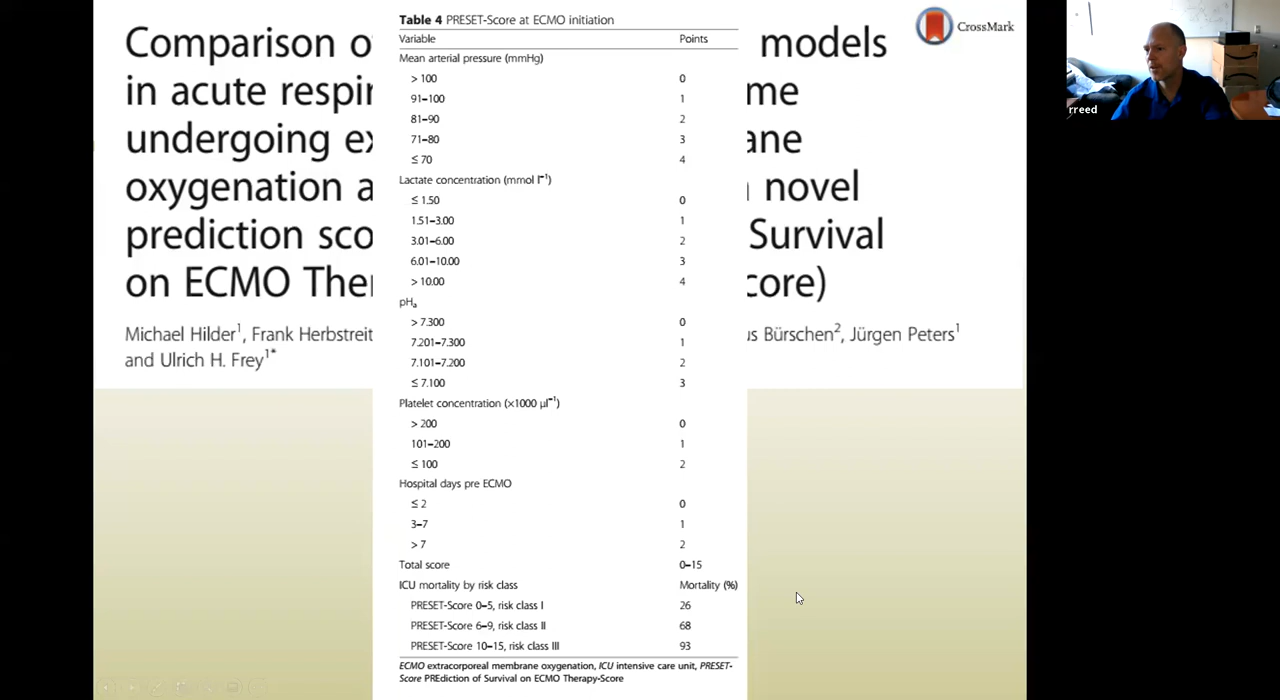 Comparison o
models
in acute respir
me
undergoing ex
ane
oxygenation a
novel
prediction sco
Survival
on ECMO The
core)
Michael Hilder1, Frank Herbstreit
us Bürschen2, Jürgen Peters1
and Ulrich H. Frey1*
CrossMark
rreed
Table 4 PRESET-Score at ECMO initiation
Variable Points
Mean arterial pressure (mmHg)
> 100 0
91–100 1
81–90 2
71–80 3
≤ 70 4
Lactate concentration (mmol l−1)
≤ 1.50 0
1.51–3.00 1
3.01–6.00 2
6.01–10.00 3
> 10.00 4
pHa
> 7.300 0
7.201–7.300 1
7.101–7.200 2
≤ 7.100 3
Platelet concentration (×1000 μl−1)
> 200 0
101–200 1
≤ 100 2
Hospital days pre ECMO
≤ 2 0
3–7 1
> 7 2
Total score 0–15
ICU mortality by risk class Mortality (%)
PRESET-Score 0–5, risk class I 26
PRESET-Score 6–9, risk class II 68
PRESET-Score 10–15, risk class III 93
ECMO extracorporeal membrane oxygenation, ICU intensive care unit, PRESET-
Score PREdiction of Survival on ECMO Therapy-Score